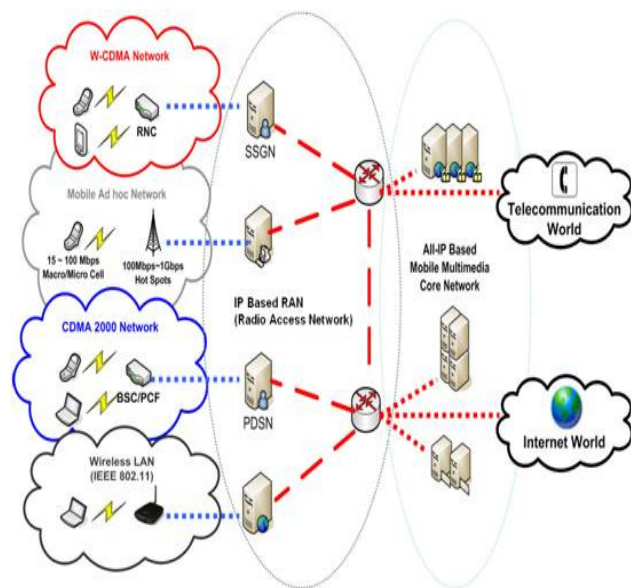 W-CDMA Network
RNC
SSGN
Mobile Ad hoc Network
15 ~ 100 Mbps
Macro/Micro Cell
100Mbps~1Gbps
Hot Spots
IP Based RAN
(Radio Access Network)
CDMA 2000 Network
BSC/PCF
PDSN
Wireless LAN
(IEEE 802.11)
All-IP Based
Mobile Multimedia
Core Network
Telecommunication
World
Internet World